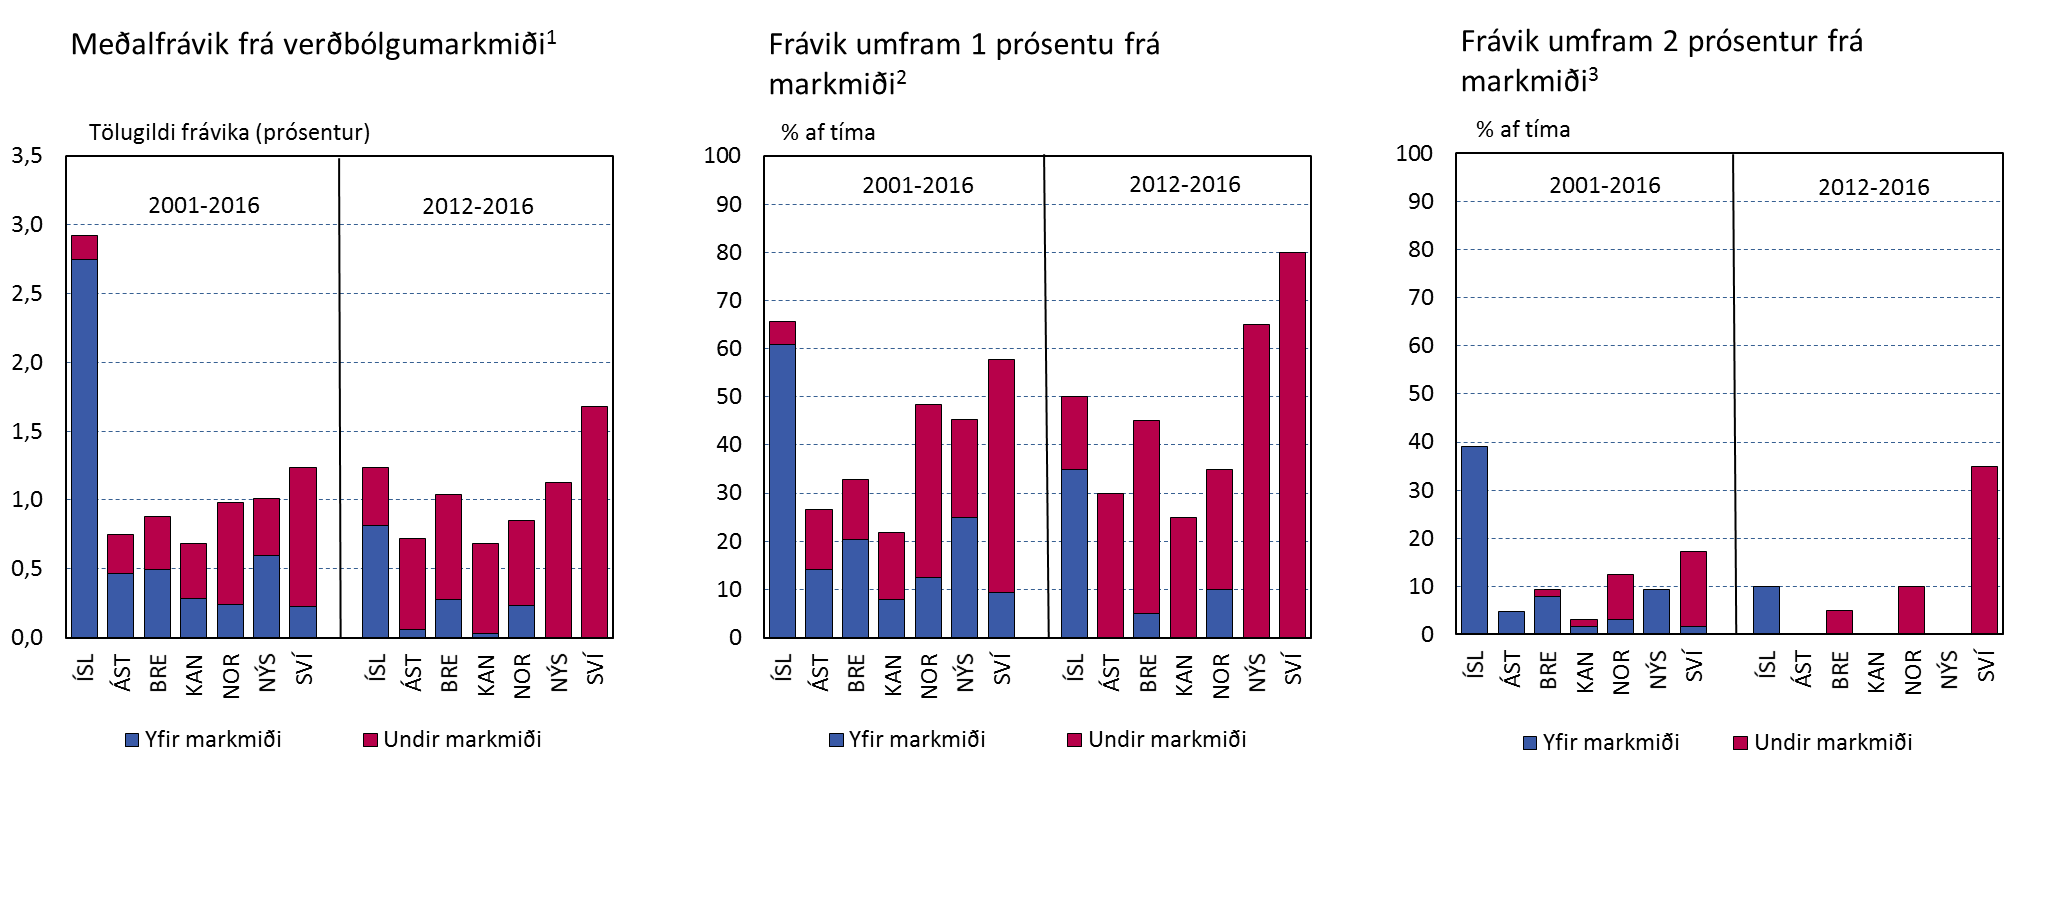 Meðalfrávik frá verðbólgumarkmiði¹
Tölugildi frávika (prósentur)
3,5
3,0
2,5
2,0
1,5
1,0
0,5
0,0
2001-2016
2012-2016
ÍSL
ÁST
BRE
KAN
NOR
NÝS
SVÍ
ÍSL
ÁST
BRE
KAN
NOR
NÝS
SVÍ
Yfir markmiði
Undir markmiði
Frávik umfram 1 prósentu frá
markmiði²
% af tíma
100
90
80
70
60
50
40
30
20
10
0
2001-2016
2012-2016
ÍSL
ÁST
BRE
KAN
NOR
NÝS
SVÍ
ÍSL
ÁST
BRE
KAN
NOR
NÝS
SVÍ
Yfir markmiði
Undir markmiði
Frávik umfram 2 prósentur frá
markmiði³
% af tíma
100
90
80
70
60
50
40
30
20
10
0
2001-2016
2012-2016
ÍSL
ÁST
BRE
KAN
NOR
NÝS
SVÍ
ÍSL
ÁST
BRE
KAN
NOR
NÝS
SVÍ
Yfir markmiði
Undir markmiði